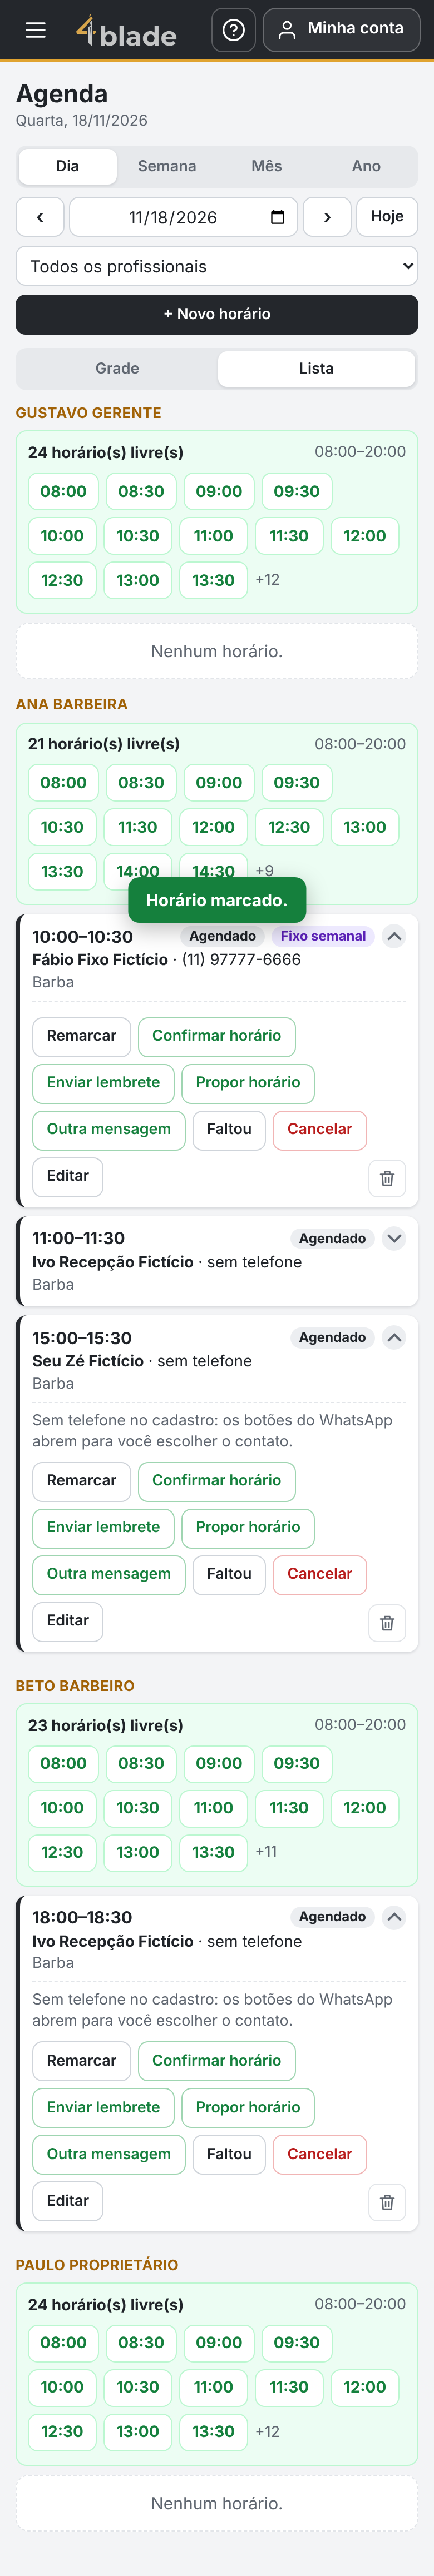 4blade
Minha conta
Agenda
Quarta, 18/11/2026
Dia Semana Mês Ano
‹ 11/18/2026 › Hoje
Todos os profissionais
+ Novo horário
Grade Lista
GUSTAVO GERENTE
24 horário(s) livre(s) 08:00–20:00
08:00 08:30 09:00 09:30
10:00 10:30 11:00 11:30 12:00
12:30 13:00 13:30 +12
Nenhum horário.
ANA BARBEIRA
21 horário(s) livre(s) 08:00–20:00
08:00 08:30 09:00 09:30
10:30 11:30 12:00 12:30 13:00
13:30 14:00 14:30 +9
Horário marcado.
10:00–10:30 Agendado Fixo semanal
Fábio Fixo Fictício · (11) 97777-6666
Barba
Remarcar Confirmar horário
Enviar lembrete Propor horário
Outra mensagem Faltou Cancelar
Editar
11:00–11:30 Agendado
Ivo Recepção Fictício · sem telefone
Barba
15:00–15:30 Agendado
Seu Zé Fictício · sem telefone
Barba
Sem telefone no cadastro: os botões do WhatsApp
abrem para você escolher o contato.
Remarcar Confirmar horário
Enviar lembrete Propor horário
Outra mensagem Faltou Cancelar
Editar
BETO BARBEIRO
23 horário(s) livre(s) 08:00–20:00
08:00 08:30 09:00 09:30
10:00 10:30 11:00 11:30 12:00
12:30 13:00 13:30 +11
18:00–18:30 Agendado
Ivo Recepção Fictício · sem telefone
Barba
Sem telefone no cadastro: os botões do WhatsApp
abrem para você escolher o contato.
Remarcar Confirmar horário
Enviar lembrete Propor horário
Outra mensagem Faltou Cancelar
Editar
PAULO PROPRIETÁRIO
24 horário(s) livre(s) 08:00–20:00
08:00 08:30 09:00 09:30
10:00 10:30 11:00 11:30 12:00
12:30 13:00 13:30 +12
Nenhum horário.